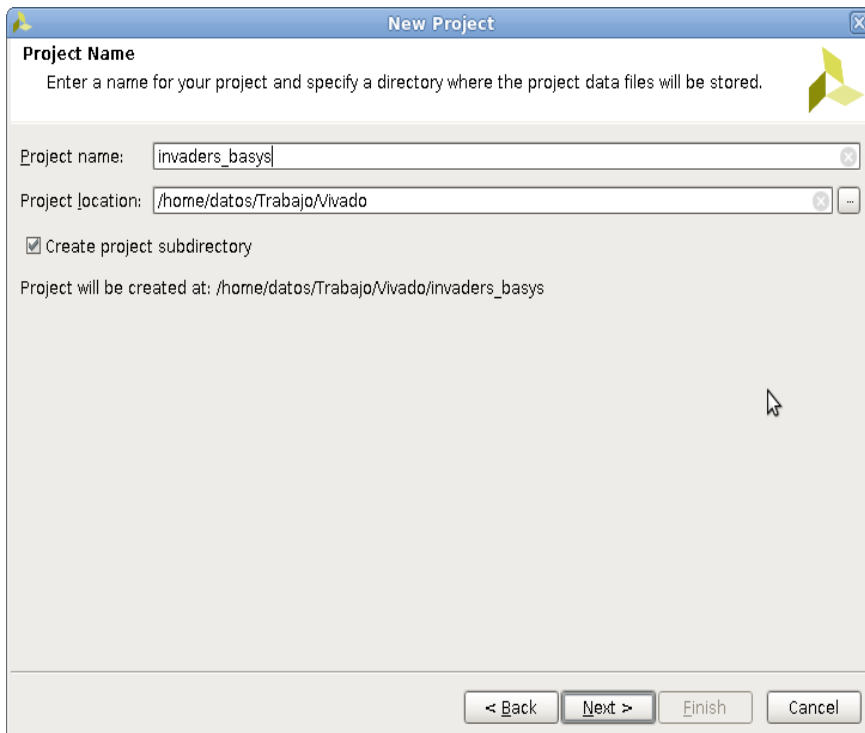 New Project
Project Name
Enter a name for your project and specify a directory where the project data files will be stored.
Project name: invaders_basys
Project location: /home/datos/Trabajo/Vivado ...
Create project subdirectory
Project will be created at: /home/datos/Trabajo/Vivado/invaders_basys
< Back Next > Finish Cancel